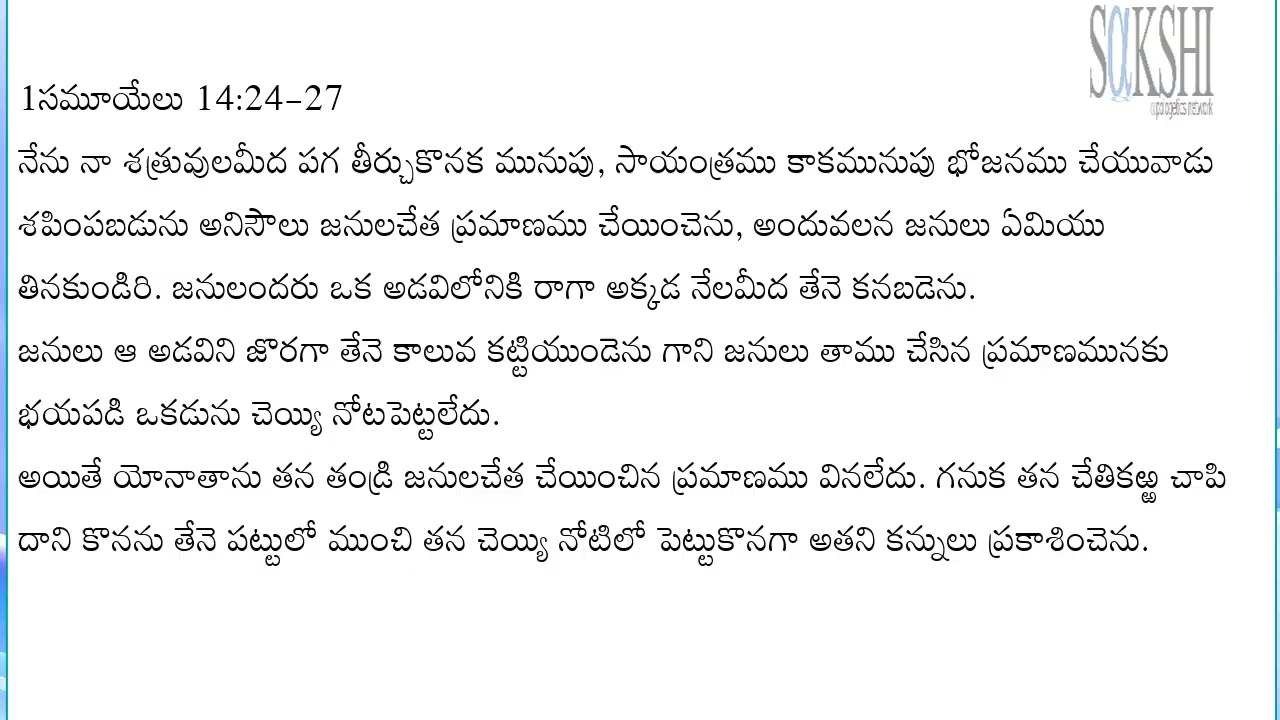 SαKSHI
apologetics network
1సమూయేలు 14:24-27
నేను నా శత్రువులమీద పగ తీర్చుకొనక మునుపు, సాయంత్రము కాకమునుపు భోజనము చేయువాడు
శపింపబడును అనిసౌలు జనులచేత ప్రమాణము చేయించెను, అందువలన జనులు ఏమియు
తినకుండిరి. జనులందరు ఒక అడవిలోనికి రాగా అక్కడ నేలమీద తేనె కనబడెను.
జనులు ఆ అడవిని జొరగా తేనె కాలువ కట్టియుండెను గాని జనులు తాము చేసిన ప్రమాణమునకు
భయపడి ఒకడును చెయ్యి నోటపెట్టలేదు.
అయితే యోనాతాను తన తండ్రి జనులచేత చేయించిన ప్రమాణము వినలేదు. గనుక తన చేతికఱ్ఱ చాపి
దాని కొనను తేనె పట్టులో ముంచి తన చెయ్యి నోటిలో పెట్టుకొనగా అతని కన్నులు ప్రకాశించెను.